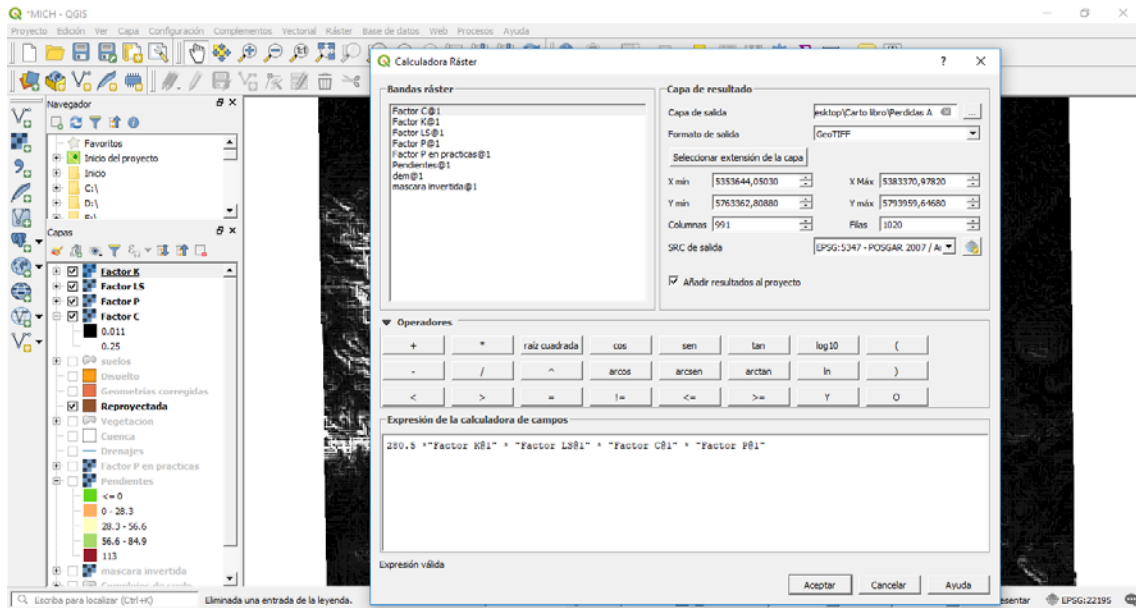 *MICH - QGIS
Proyecto Edición Ver Capa Configuración Complementos Vectorial Ráster Base de datos Web Procesos Ayuda
Navegador
Favoritos
Inicio del proyecto
Inicio
C:\
D:\
Capas
Factor K
Factor LS
Factor P
Factor C
0.011
0.25
suelos
Disuelto
Geometrías corregidas
Reproyectada
Vegetacion
Cuenca
Drenajes
Factor P en practicas
Pendientes
<= 0
0 - 28.3
28.3 - 56.6
56.6 - 84.9
113
mascara invertida
Calculadora Ráster
? 
Bandas ráster
Factor C@1
Factor K@1
Factor LS@1
Factor P@1
Factor P en practicas@1
Pendientes@1
dem@1
mascara invertida@1
Capa de resultado
Capa de salida esktop\Carto libro\Perdidas A ...
Formato de salida GeoTIFF
Seleccionar extensión de la capa
X min 5353644,05030 X Máx 5383370,97820
Y min 5763362,80880 Y máx 5793959,64680
Columnas 991 Filas 1020
SRC de salida EPSG:5347 - POSGAR 2007 / A
Añadir resultados al proyecto
Operadores
+ * raíz cuadrada cos sen tan log10 (
- / ^ arcos arcsen arctan ln )
< > = != <= >= Y O
Expresión de la calculadora de campos
280.5 *"Factor K@1" * "Factor LS@1" * "Factor C@1" * "Factor P@1"
Expresión válida
Aceptar Cancelar Ayuda
Escriba para localizar (Ctrl+K) Eliminada una entrada de la leyenda. esentar EPSG:22195